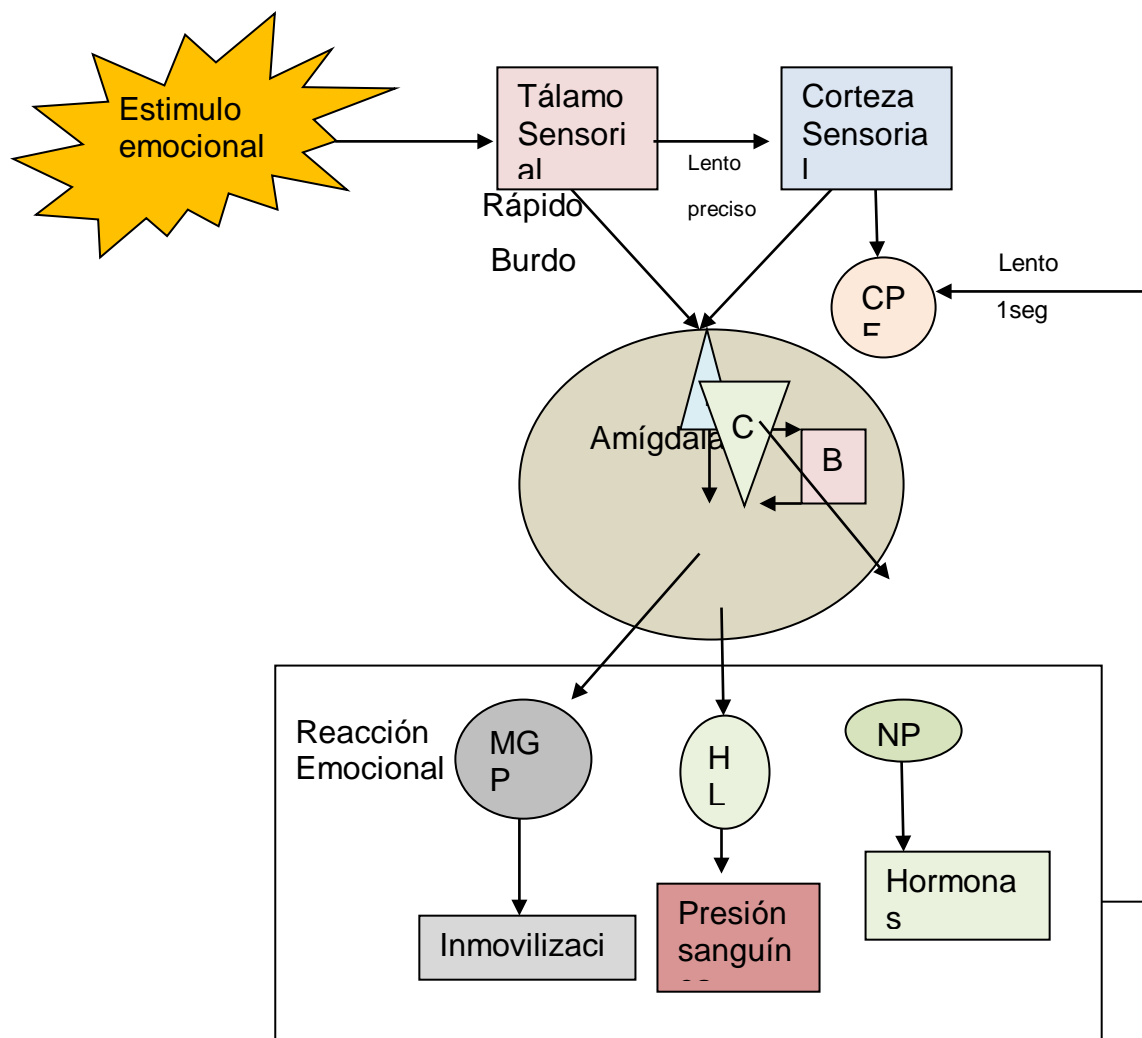 Estimulo
emocional
Tálamo
Sensori
al
Lento
preciso
Corteza
Sensoria
l
Rápido
Burdo
CP
Lento
1seg
Amígdala
C
B
Reacción
Emocional
MG
P
H
L
NP
Inmovilizaci
Presión
sanguín
Hormona
s